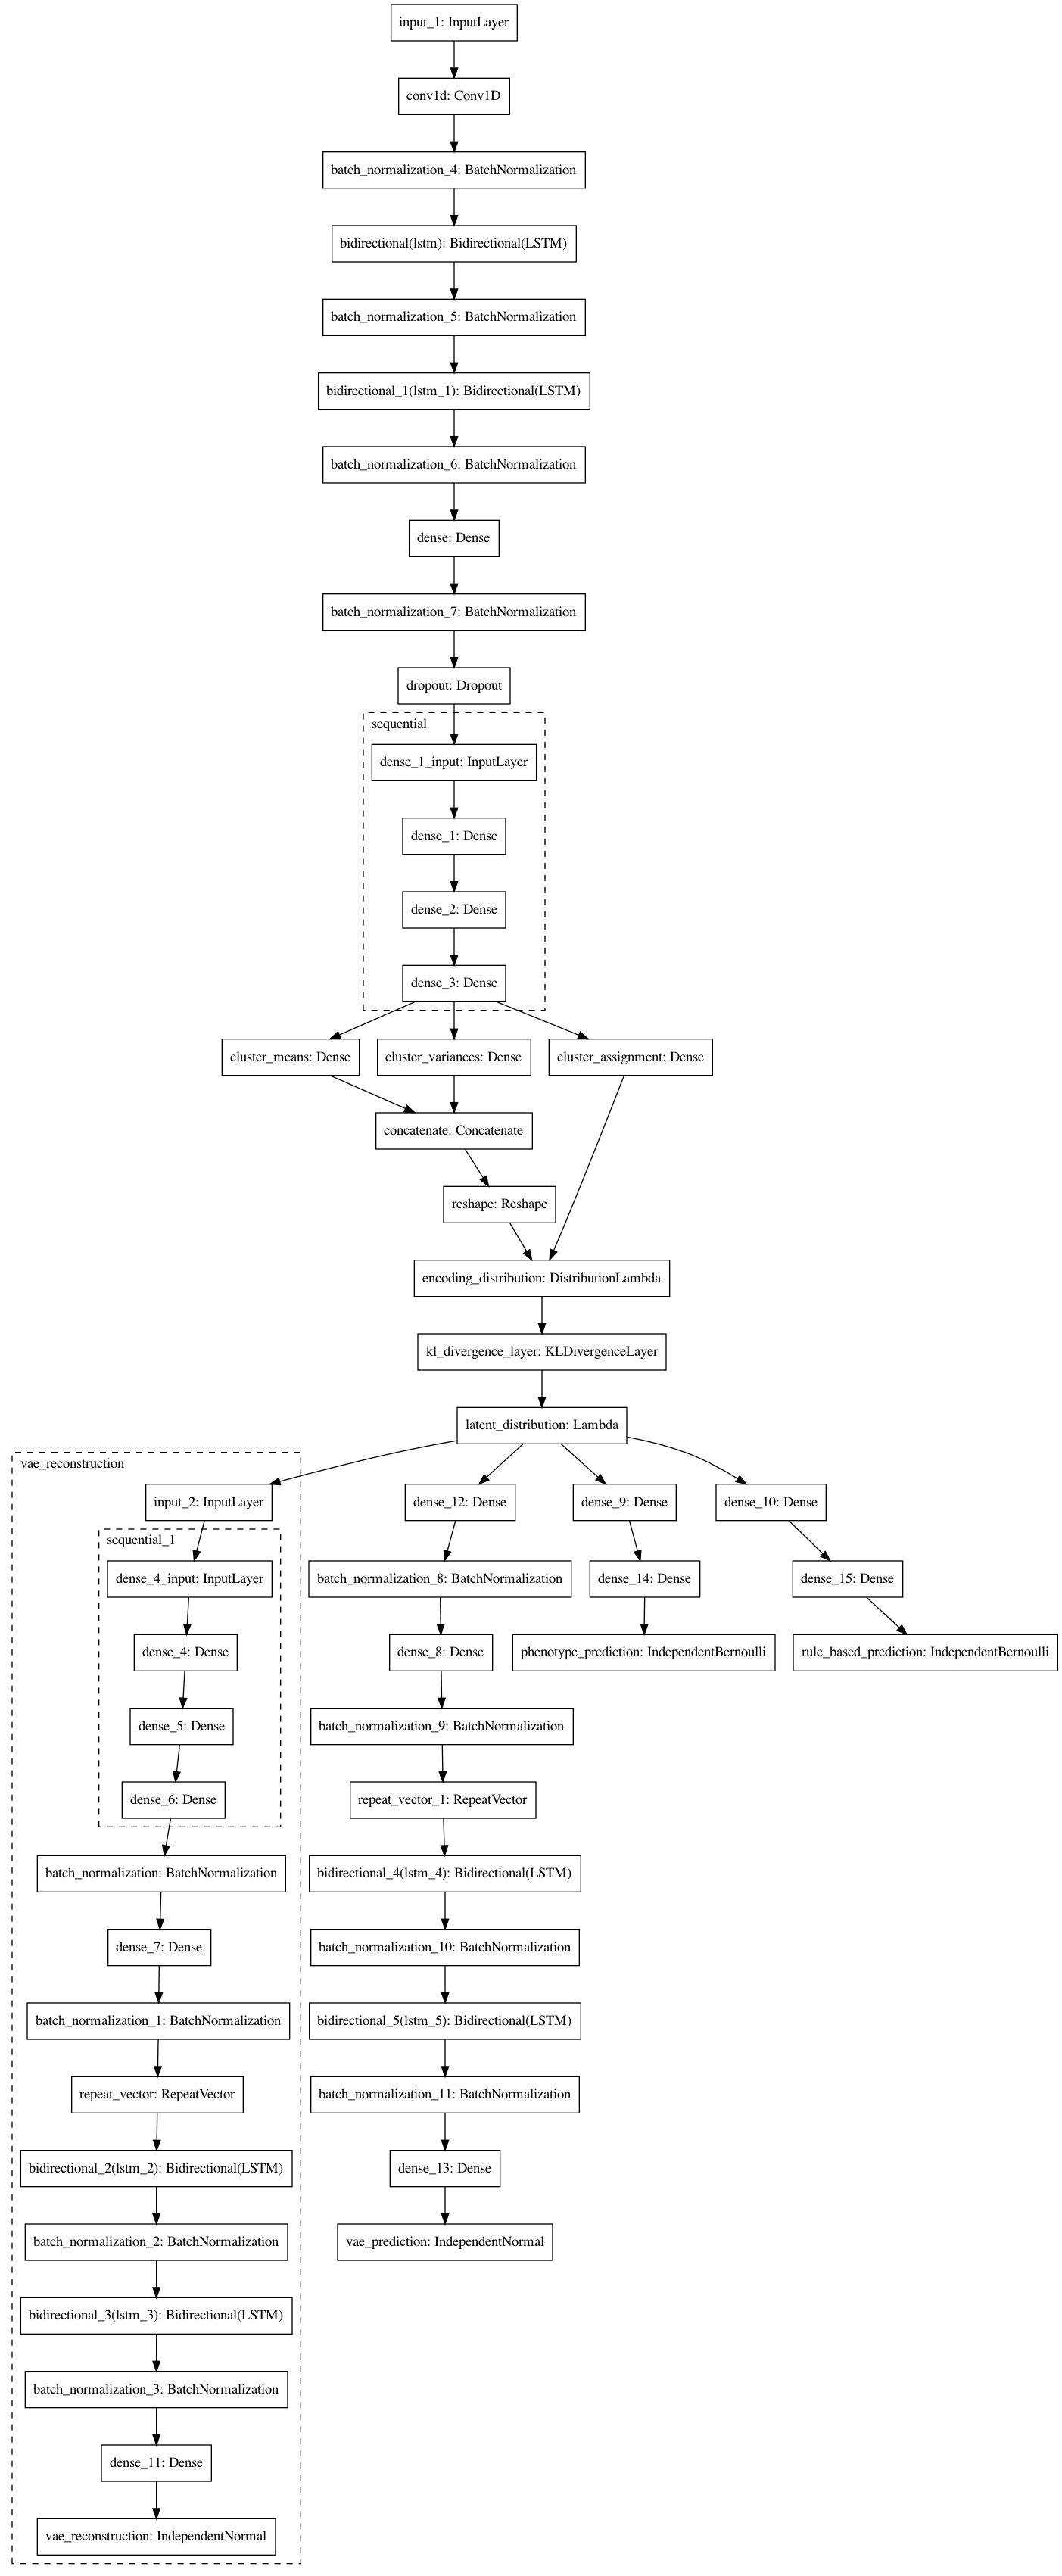 input_1: InputLayer
conv1d: Conv1D
batch_normalization_4: BatchNormalization
bidirectional(lstm): Bidirectional(LSTM)
batch_normalization_5: BatchNormalization
bidirectional_1(lstm_1): Bidirectional(LSTM)
batch_normalization_6: BatchNormalization
dense: Dense
batch_normalization_7: BatchNormalization
dropout: Dropout
sequential
dense_1_input: InputLayer
dense_1: Dense
dense_2: Dense
dense_3: Dense
cluster_means: Dense
cluster_variances: Dense
cluster_assignment: Dense
concatenate: Concatenate
reshape: Reshape
encoding_distribution: DistributionLambda
kl_divergence_layer: KLDivergenceLayer
latent_distribution: Lambda
vae_reconstruction
input_2: InputLayer
sequential_1
dense_4_input: InputLayer
dense_4: Dense
dense_5: Dense
dense_6: Dense
batch_normalization: BatchNormalization
dense_7: Dense
batch_normalization_1: BatchNormalization
repeat_vector: RepeatVector
bidirectional_2(lstm_2): Bidirectional(LSTM)
batch_normalization_2: BatchNormalization
bidirectional_3(lstm_3): Bidirectional(LSTM)
batch_normalization_3: BatchNormalization
dense_11: Dense
vae_reconstruction: IndependentNormal
dense_12: Dense
batch_normalization_8: BatchNormalization
dense_8: Dense
batch_normalization_9: BatchNormalization
repeat_vector_1: RepeatVector
bidirectional_4(lstm_4): Bidirectional(LSTM)
batch_normalization_10: BatchNormalization
bidirectional_5(lstm_5): Bidirectional(LSTM)
batch_normalization_11: BatchNormalization
dense_13: Dense
vae_prediction: IndependentNormal
dense_9: Dense
dense_14: Dense
phenotype_prediction: IndependentBernoulli
dense_10: Dense
dense_15: Dense
rule_based_prediction: IndependentBernoulli